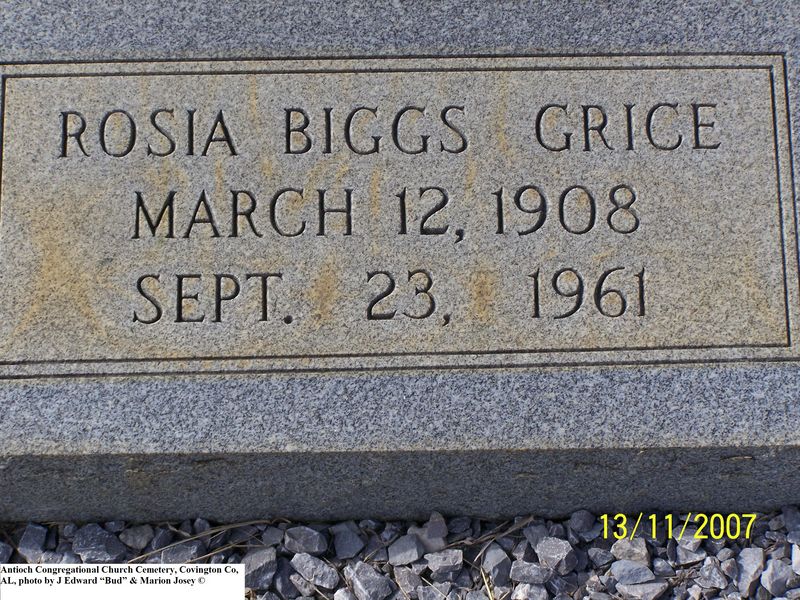 ROSIA BIGGS GRICE
MARCH 12, 1908
SEPT. 23, 1961
13/11/2007
Antioch Congregational Church Cemetery, Covington Co,
AL, photo by J Edward “Bud” & Marion Josey ©